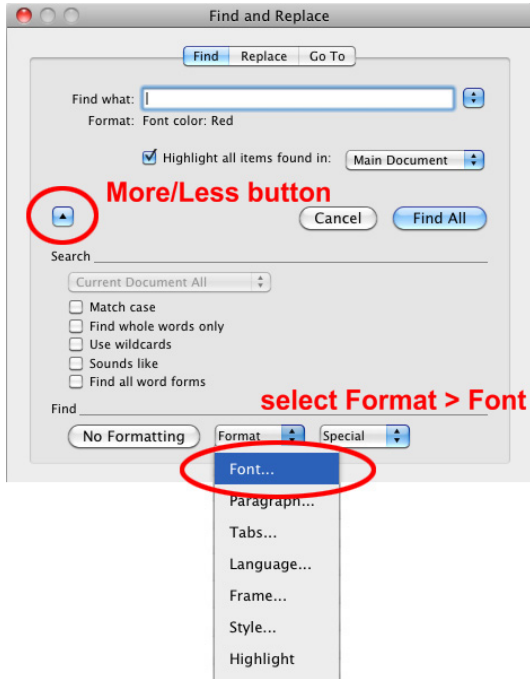 Find and Replace
Find Replace Go To
Find what:
Format: Font color: Red
Highlight all items found in: Main Document
More/Less button
Cancel Find All
Search
Current Document All
Match case
Find whole words only
Use wildcards
Sounds like
Find all word forms
select Format > Font
Find
No Formatting Format Special
Font...
Paragraph...
Tabs...
Language...
Frame...
Style...
Highlight